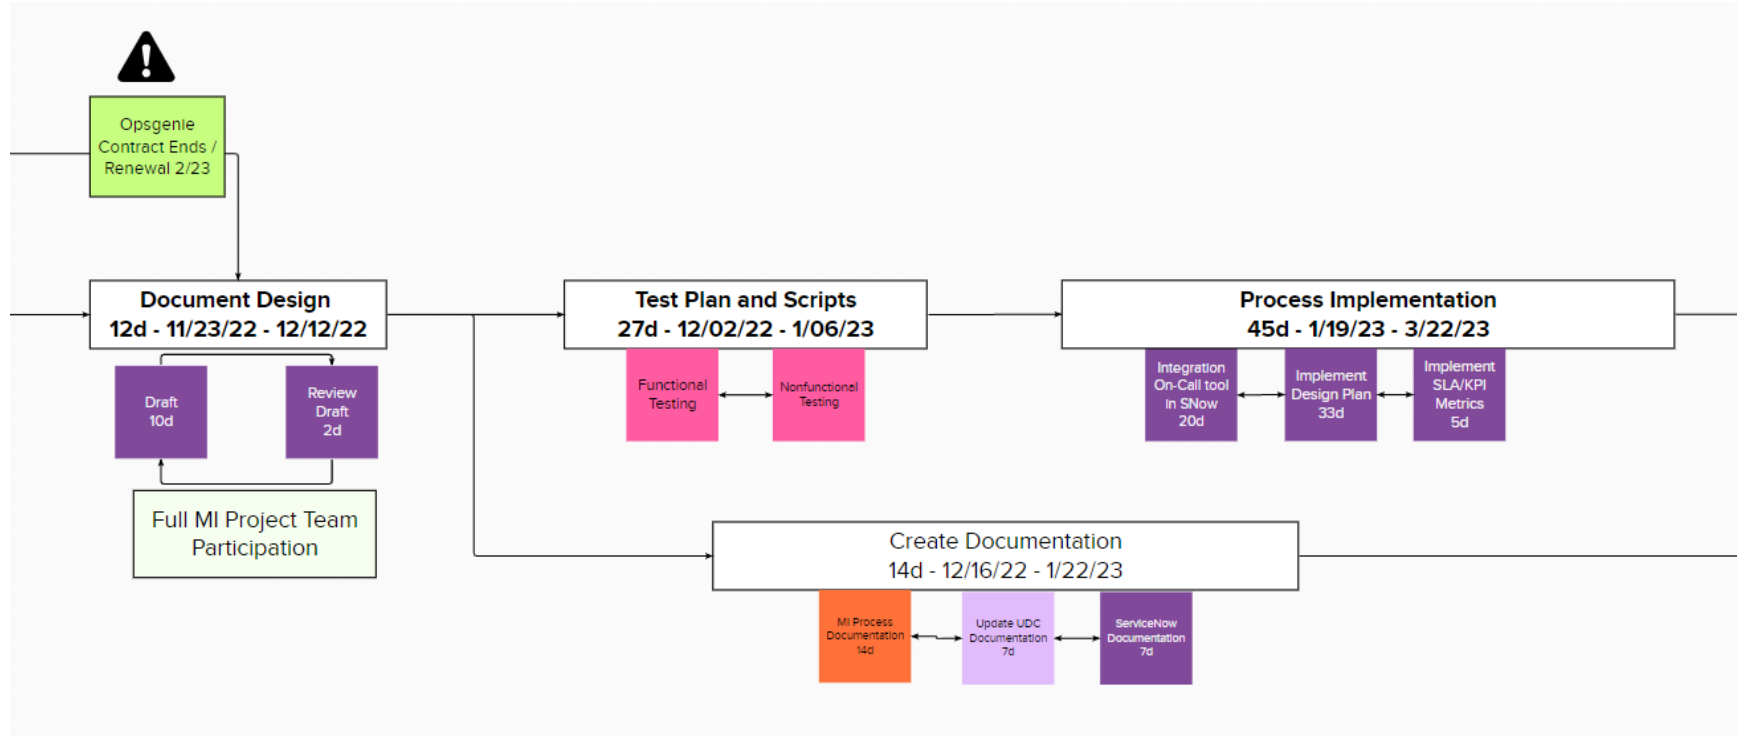 !
Opsgenie
Contract Ends /
Renewal 2/23
Document Design
12d - 11/23/22 - 12/12/22
Draft
10d
Review
Draft
2d
Full MI Project Team
Participation
Test Plan and Scripts
27d - 12/02/22 - 1/06/23
Functional
Testing
Nonfunctional
Testing
Process Implementation
45d - 1/19/23 - 3/22/23
Integration
On-Call tool
in SNow
20d
Implement
Design Plan
33d
Implement
SLA/KPI
Metrics
5d
Create Documentation
14d - 12/16/22 - 1/22/23
MI Process
Documentation
14d
Update UDC
Documentation
7d
ServiceNow
Documentation
7d